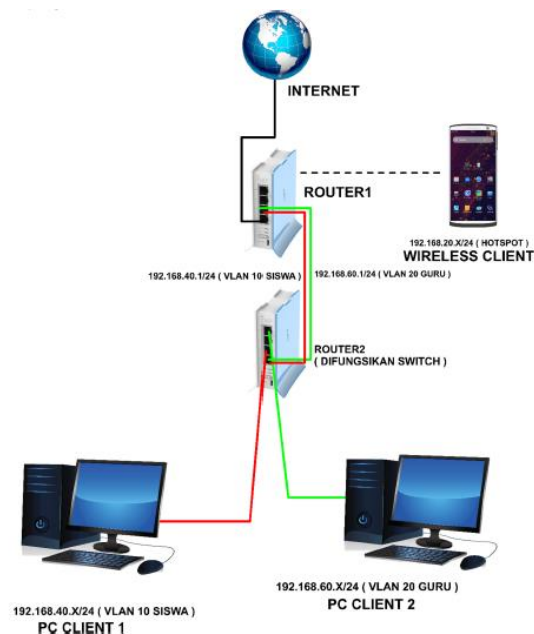 INTERNET
ROUTER1
192.168.20.X/24 ( HOTSPOT )
WIRELESS CLIENT
192.168.40.1/24 ( VLAN 10 SISWA )
192.168.60.1/24 ( VLAN 20 GURU )
ROUTER2
( DIFUNGSIKAN SWITCH )
192.168.40.X/24 ( VLAN 10 SISWA )
PC CLIENT 1
192.168.60.X/24 ( VLAN 20 GURU )
PC CLIENT 2